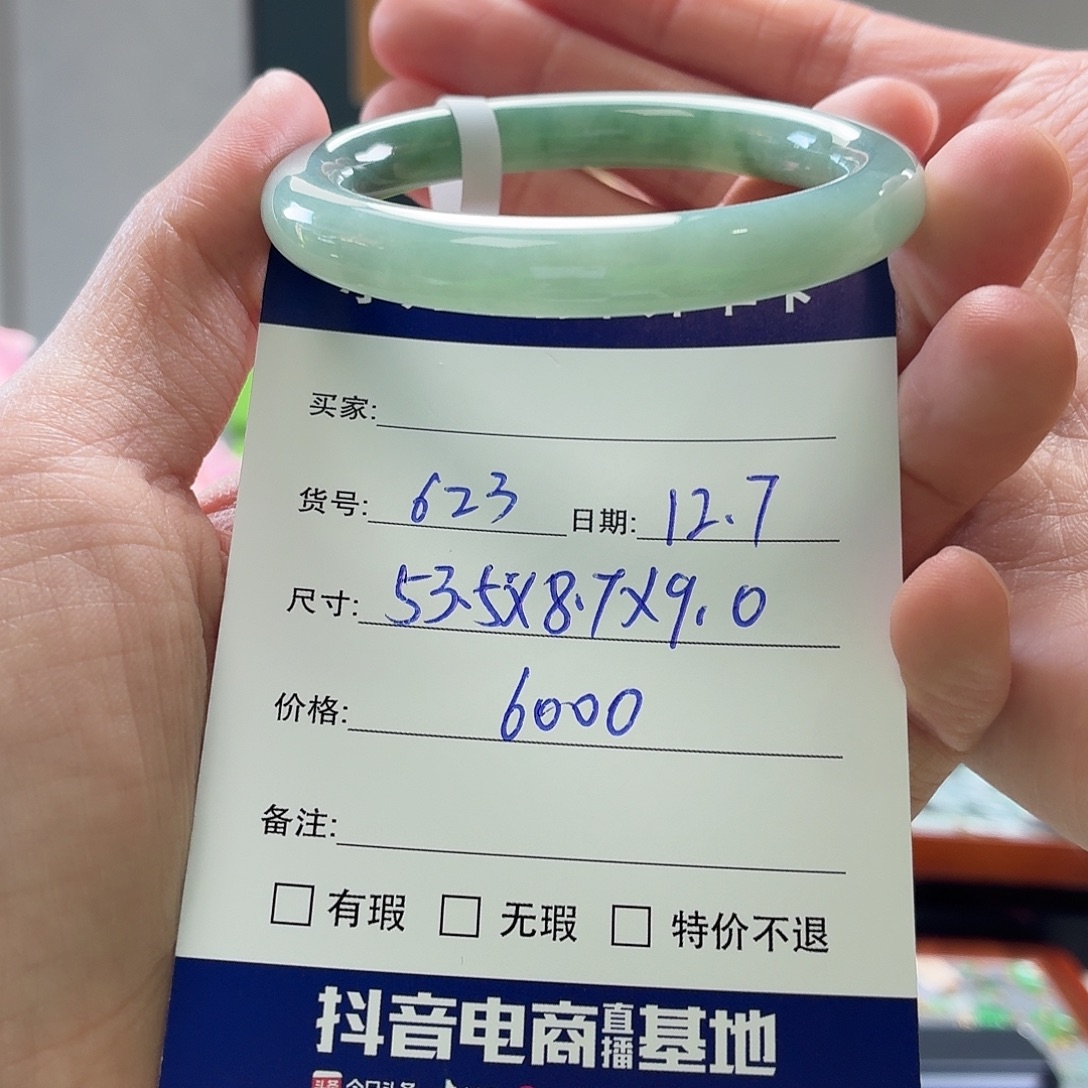 买家:
货号: 623 日期: 12.7
尺寸: 53.5X8.7X9.0
价格: 6000
备注:
有瑕 无瑕 特价不退
抖音电商直播基地